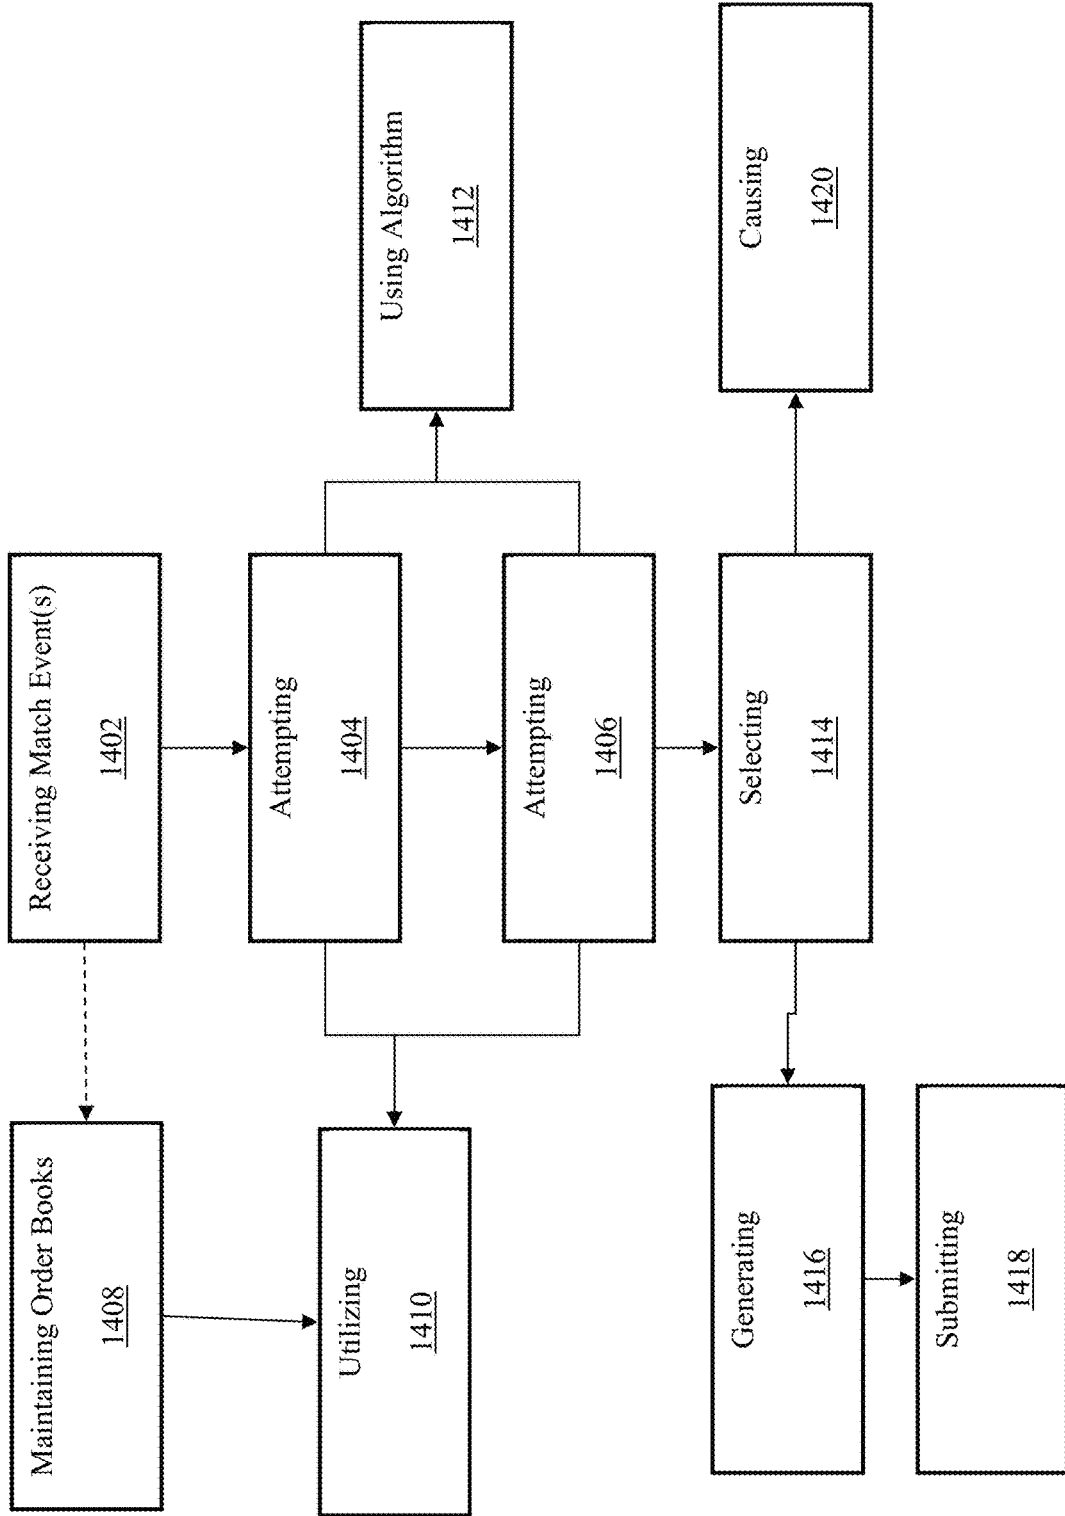 Maintaining Order Books
1408
Receiving Match Event(s)
1402
Utilizing
1410
Attempting
1404
Using Algorithm
1412
Attempting
1406
Generating
1416
Selecting
1414
Causing
1420
Submitting
1418